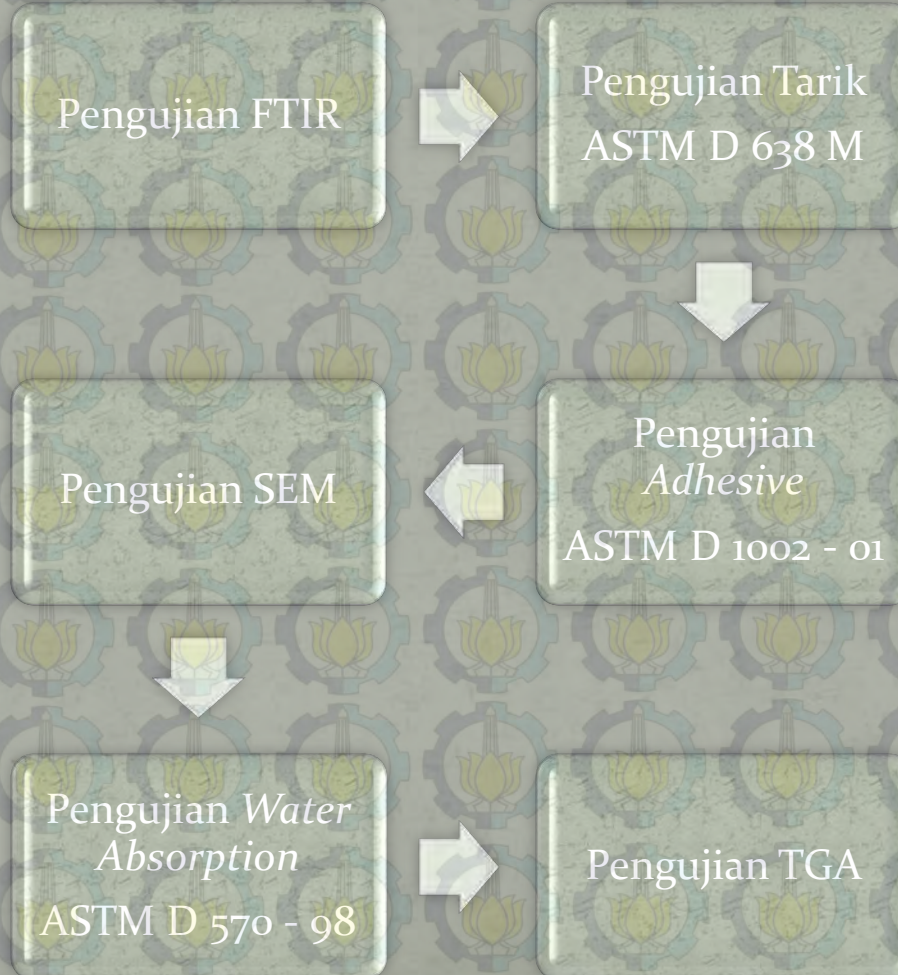 Pengujian FTIR
Pengujian Tarik
ASTM D 638 M
Pengujian
Adhesive
ASTM D 1002 - 01
Pengujian SEM
Pengujian Water
Absorption
ASTM D 570 - 98
Pengujian TGA